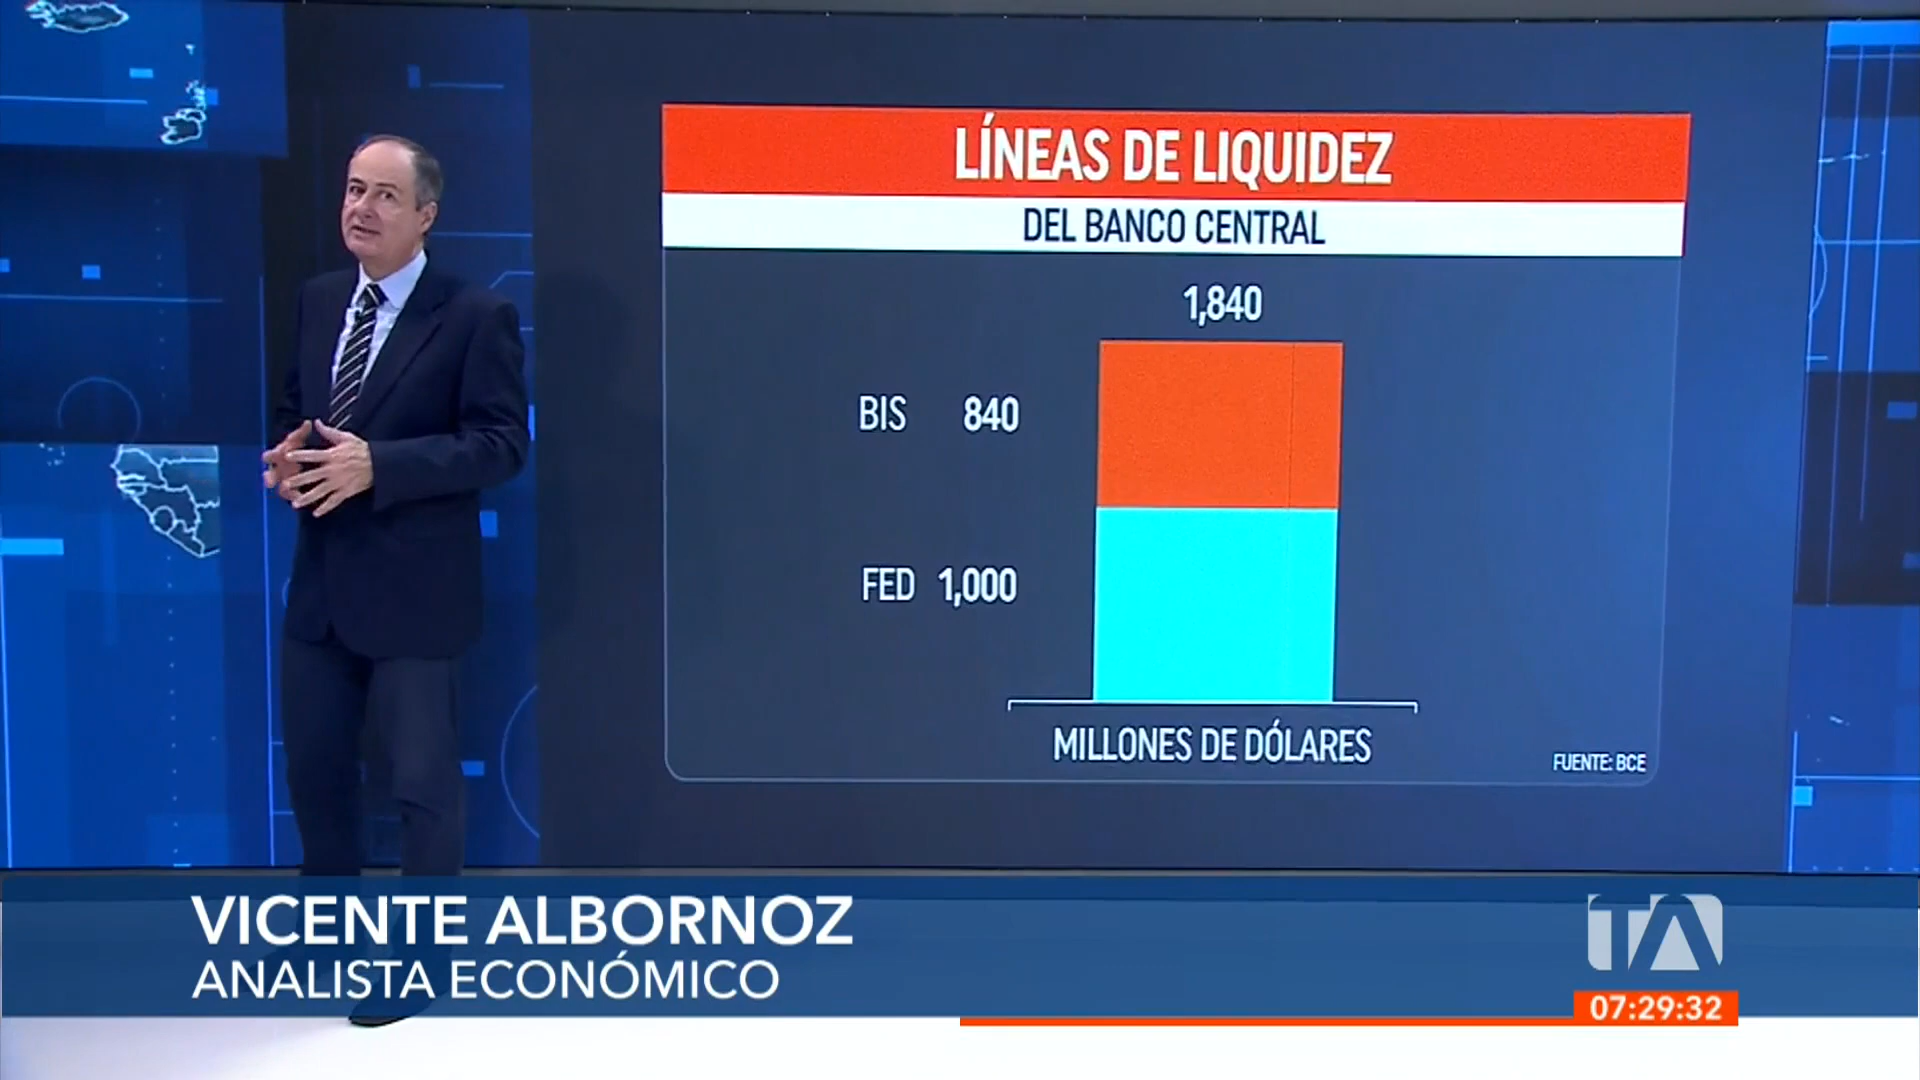 LÍNEAS DE LIQUIDEZ
DEL BANCO CENTRAL
1,840
BIS 840
FED 1,000
MILLONES DE DÓLARES
FUENTE: BCE
VICENTE ALBORNOZ
ANALISTA ECONÓMICO
TA
07:29:32